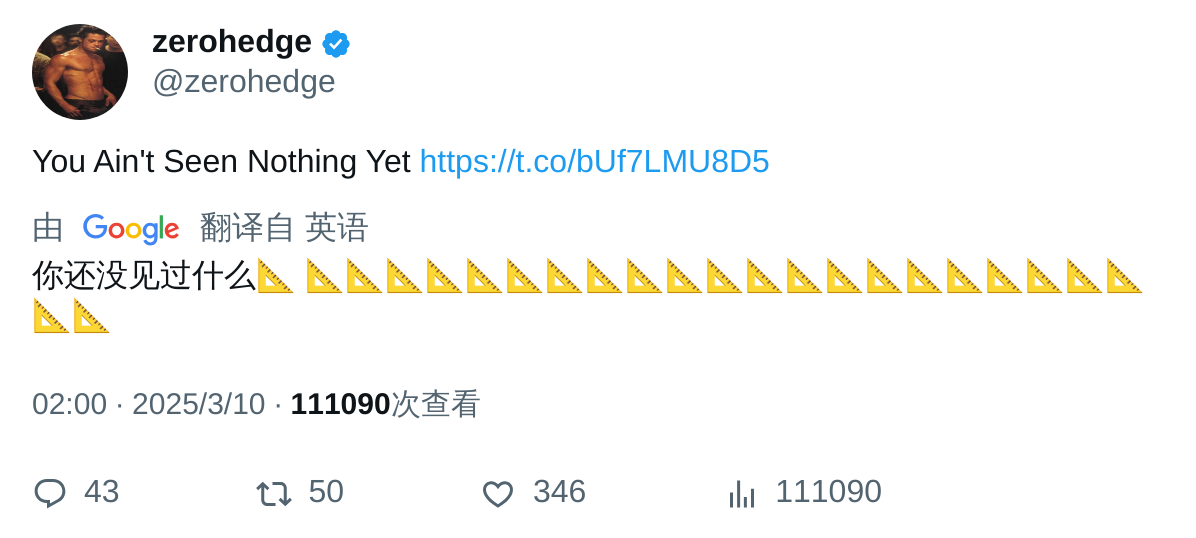 zerohedge
@zerohedge
You Ain't Seen Nothing Yet https://t.co/bUf7LMU8D5
由 Google 翻译自 英语
你还没见过什么📐 📐📐📐📐📐📐📐📐📐📐📐📐📐📐📐📐📐📐📐📐📐
📐📐
02:00 · 2025/3/10 · 111090次查看
43 50 346 111090